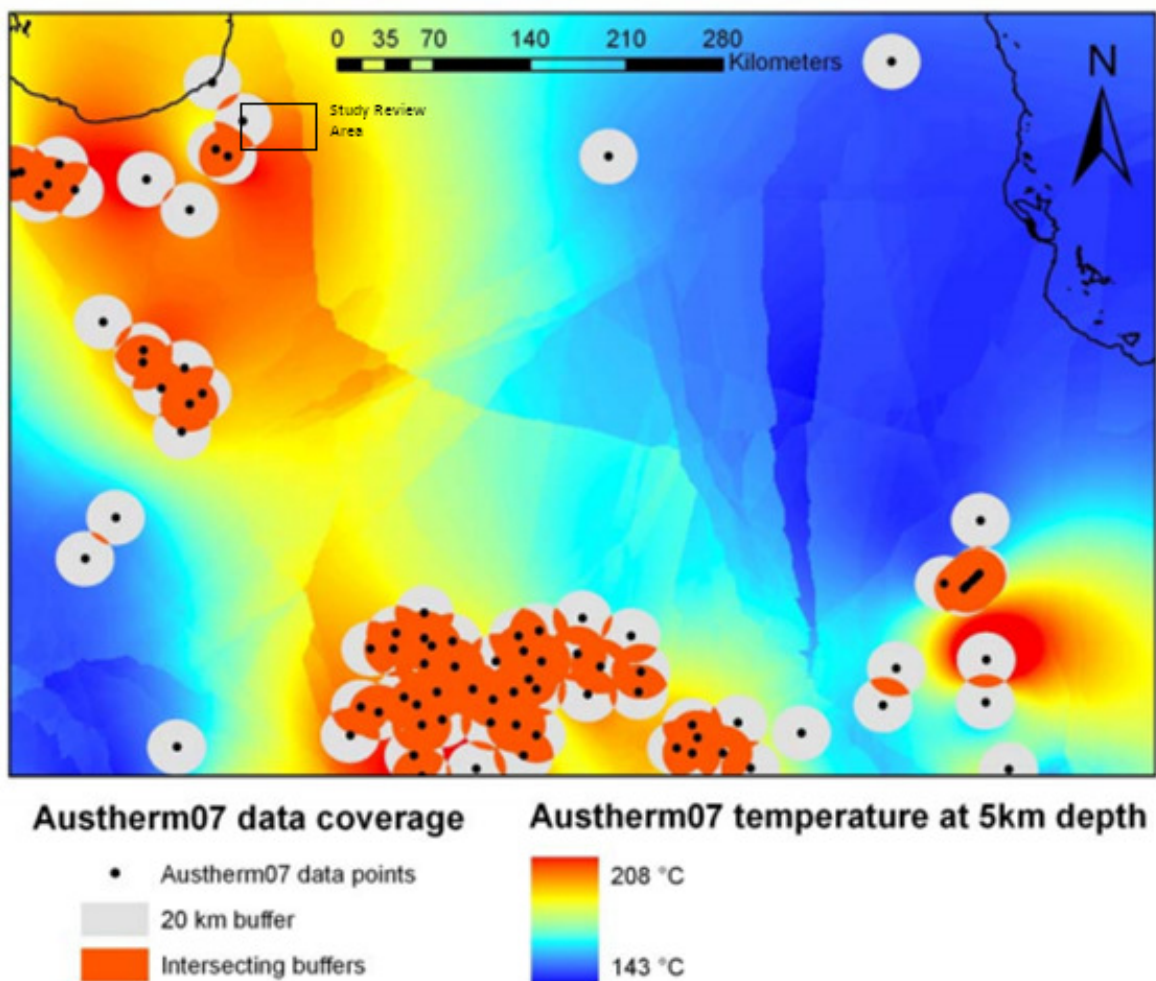 0 35 70 140 210 280
Kilometers
N
Study Review
Area
Austherm07 data coverage
Austherm07 data points
20 km buffer
Intersecting buffers
Austherm07 temperature at 5km depth
208 °C
143 °C